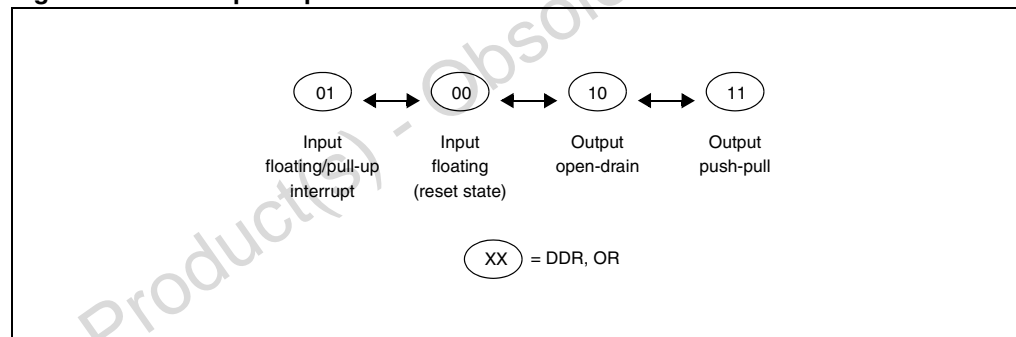 01
00
10
11
Input
floating/pull-up
interrupt
Input
floating
(reset state)
Output
open-drain
Output
push-pull
XX = DDR, OR
Product(s) -